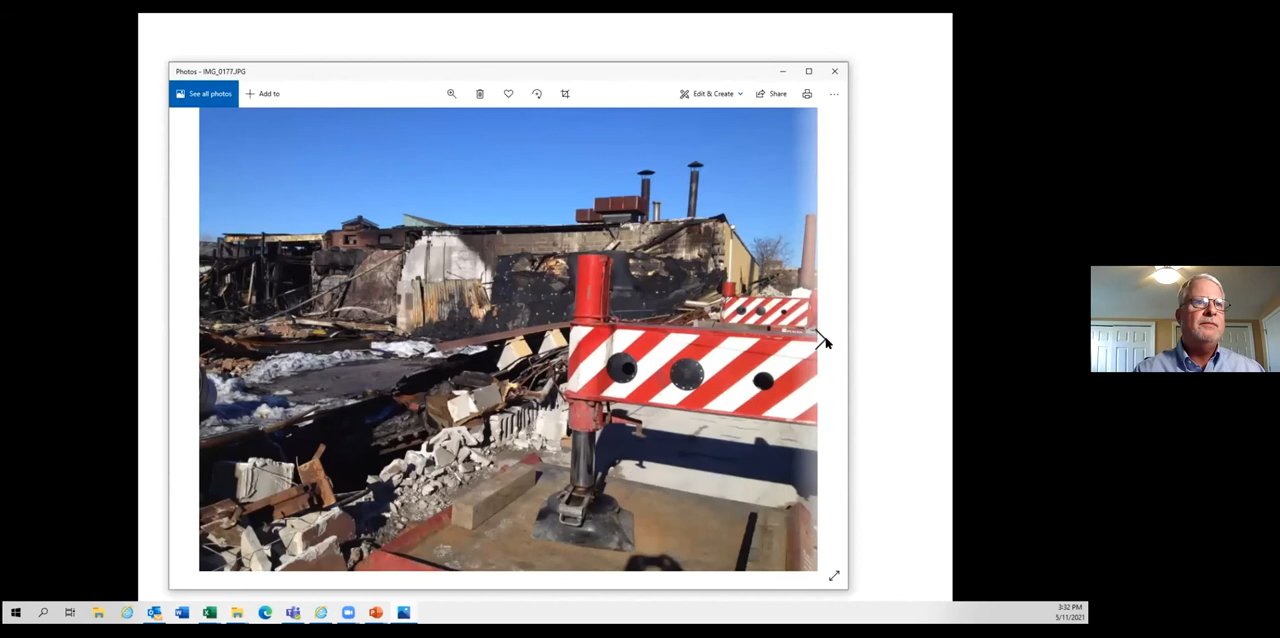 Photos - IMG_0177.JPG
See all photos
Add to
Edit & Create
Share
3:32 PM
5/11/2021